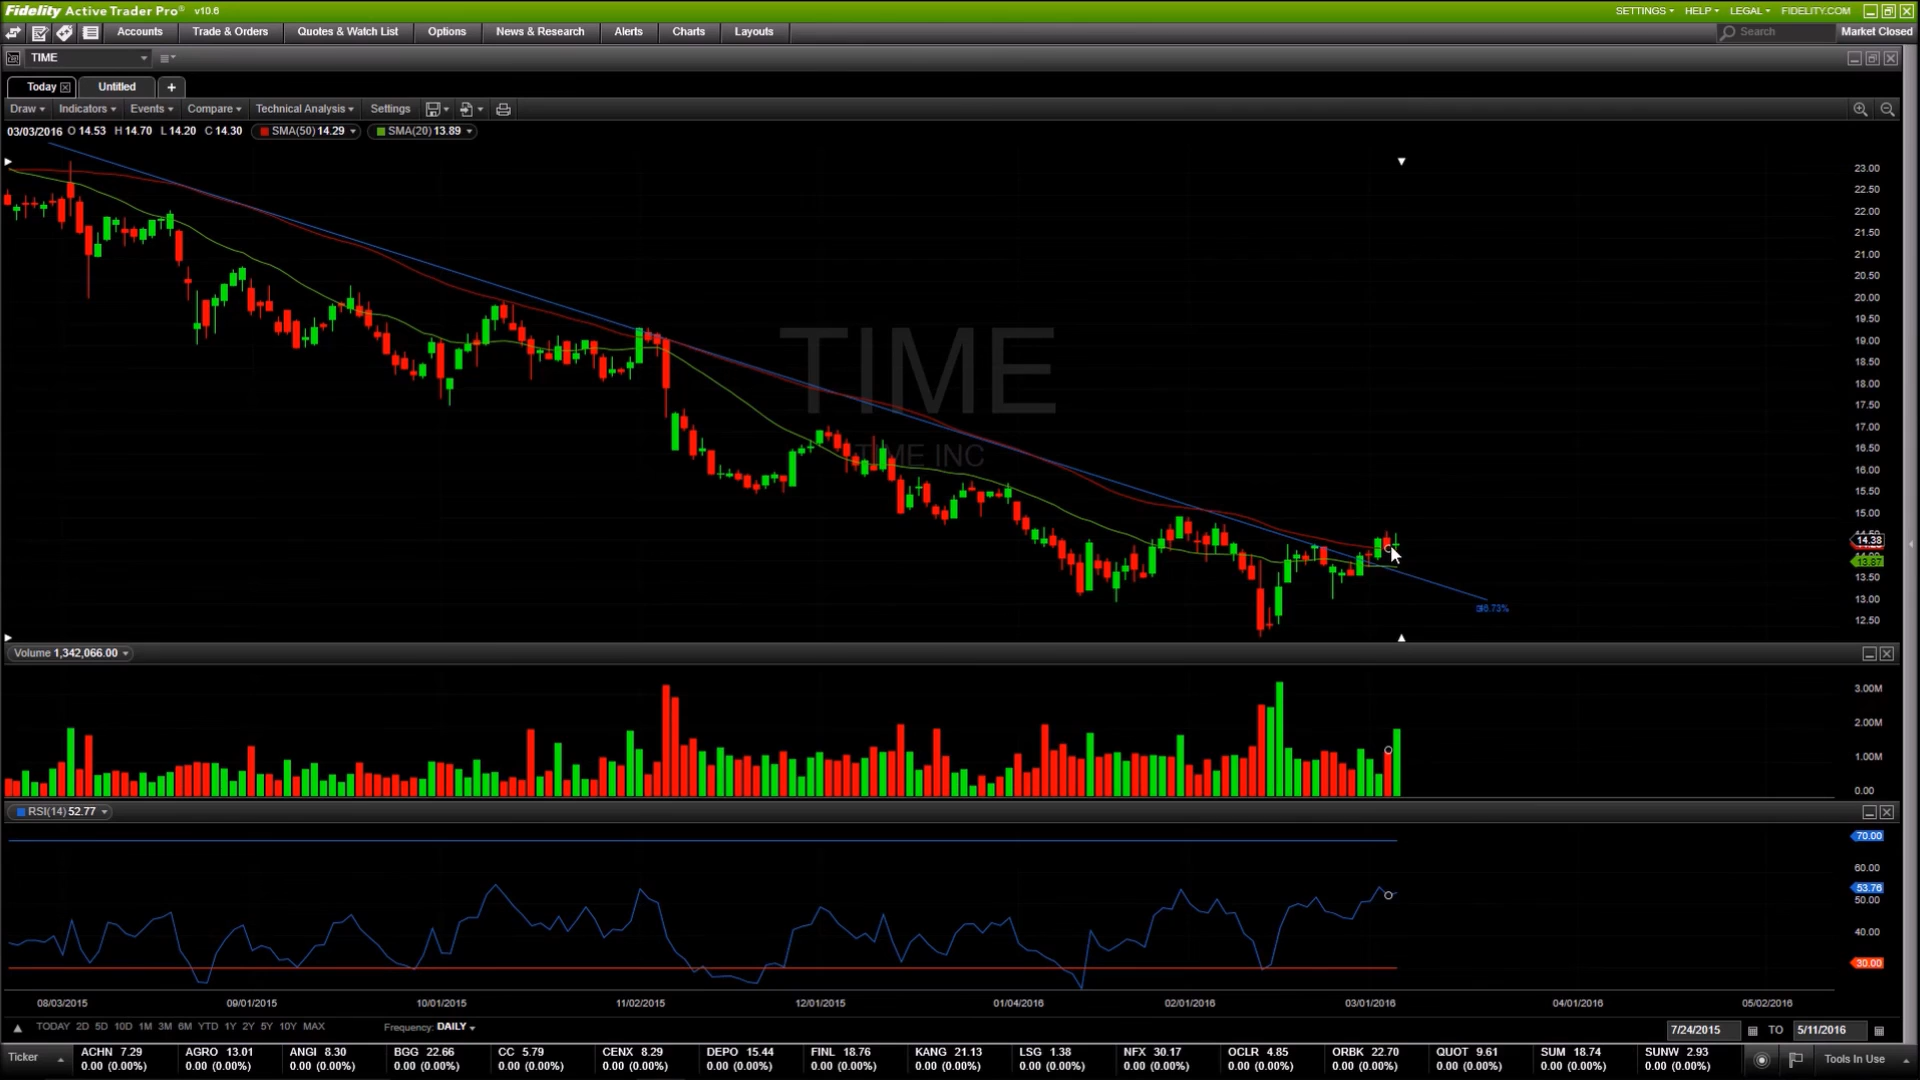 Fidelity Active Trader Pro® v10.6 SETTINGS HELP LEGAL FIDELITY.COM
Accounts Trade & Orders Quotes & Watch List Options News & Research Alerts Charts Layouts Search Market Closed
TIME
Today Untitled +
Draw Indicators Events Compare Technical Analysis Settings
03/03/2016 O 14.53 H 14.70 L 14.20 C 14.30 SMA(50) 14.29 SMA(20) 13.89
23.00
22.50
22.00
21.50
21.00
20.50
20.00
19.50
19.00
18.50
18.00
17.50
17.00
16.50
16.00
15.50
15.00
14.38
13.87
13.50
13.00
12.50
TIME
TIME INC
Volume 1,342,066.00
3.00M
2.00M
1.00M
0.00
RSI(14) 52.77
70.00
60.00
53.76
50.00
40.00
30.00
08/03/2015 09/01/2015 10/01/2015 11/02/2015 12/01/2015 01/04/2016 02/01/2016 03/01/2016 04/01/2016 05/02/2016
TODAY 2D 5D 10D 1M 3M 6M YTD 1Y 2Y 5Y 10Y MAX Frequency: DAILY 7/24/2015 TO 5/11/2016
Ticker ACHN 7.29 AGRO 13.01 ANGI 8.30 BGG 22.66 CC 5.79 CENX 8.29 DEPO 15.44 FINL 18.76 KANG 21.13 LSG 1.38 NFX 30.17 OCLR 4.85 ORBK 22.70 QUOT 9.61 SUM 18.74 SUNW 2.93 Tools In Use
0.00 (0.00%) 0.00 (0.00%) 0.00 (0.00%) 0.00 (0.00%) 0.00 (0.00%) 0.00 (0.00%) 0.00 (0.00%) 0.00 (0.00%) 0.00 (0.00%) 0.00 (0.00%) 0.00 (0.00%) 0.00 (0.00%) 0.00 (0.00%) 0.00 (0.00%) 0.00 (0.00%) 0.00 (0.00%)